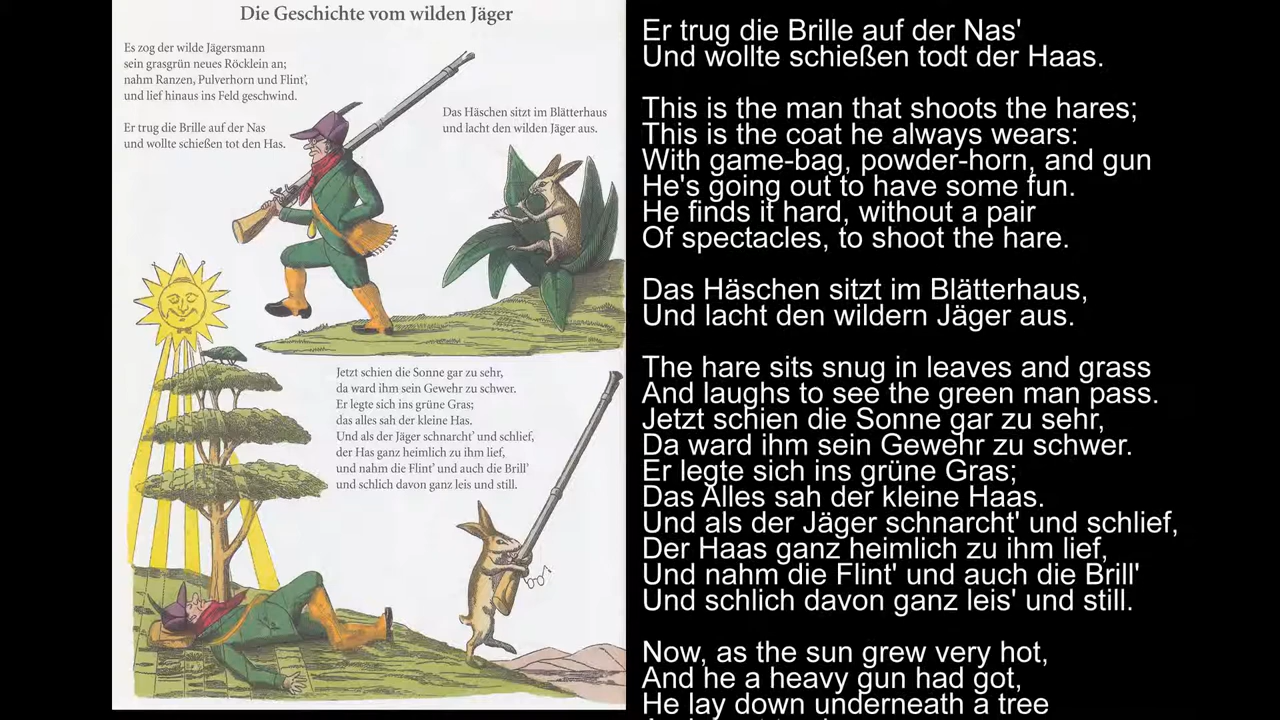 Die Geschichte vom wilden Jäger
Es zog der wilde Jägersmann
sein grasgrün neues Röcklein an;
nahm Ranzen, Pulverhorn und Flint',
und lief hinaus ins Feld geschwind.
Er trug die Brille auf der Nas
und wollte schießen tot den Has.
Das Häschen sitzt im Blätterhaus
und lacht den wilden Jäger aus.
Jetzt schien die Sonne gar zu sehr,
da ward ihm sein Gewehr zu schwer.
Er legte sich ins grüne Gras;
das alles sah der kleine Has.
Und als der Jäger schnarcht' und schlief,
der Has ganz heimlich zu ihm lief,
und nahm die Flint' und auch die Brill'
und schlich davon ganz leis und still.
Er trug die Brille auf der Nas'
Und wollte schießen todt der Haas.
This is the man that shoots the hares;
This is the coat he always wears:
With game-bag, powder-horn, and gun
He's going out to have some fun.
He finds it hard, without a pair
Of spectacles, to shoot the hare.
Das Häschen sitzt im Blätterhaus,
Und lacht den wildern Jäger aus.
The hare sits snug in leaves and grass
And laughs to see the green man pass.
Jetzt schien die Sonne gar zu sehr,
Da ward ihm sein Gewehr zu schwer.
Er legte sich ins grüne Gras;
Das Alles sah der kleine Haas.
Und als der Jäger schnarcht' und schlief,
Der Haas ganz heimlich zu ihm lief,
Und nahm die Flint' und auch die Brill'
Und schlich davon ganz leis' und still.
Now, as the sun grew very hot,
And he a heavy gun had got,
He lay down underneath a tree